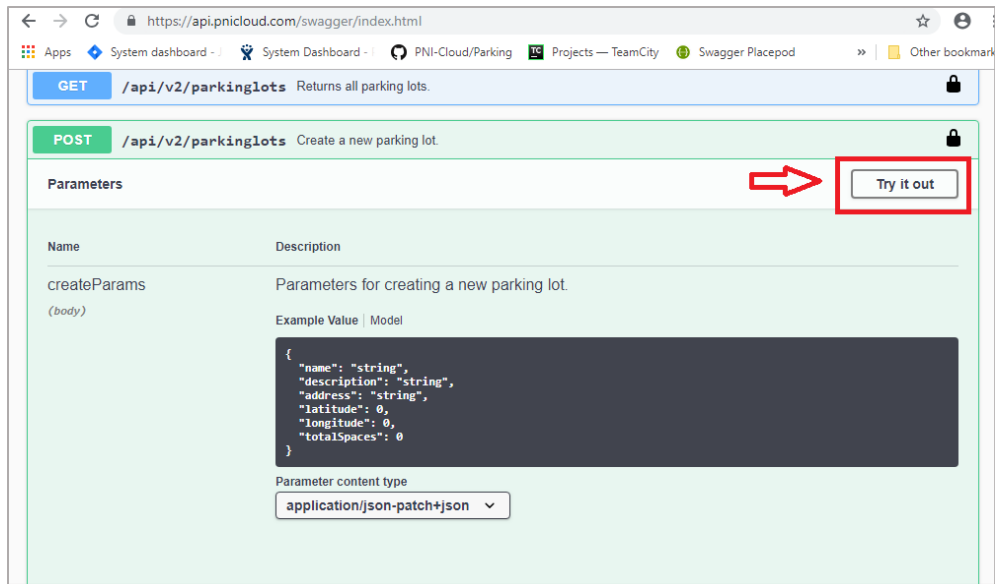 https://api.pnicloud.com/swagger/index.html
Apps System dashboard - System Dashboard - PNI-Cloud/Parking TC Projects — TeamCity Swagger Placepod » Other bookmark
GET /api/v2/parkinglots Returns all parking lots.
POST /api/v2/parkinglots Create a new parking lot.
Parameters Try it out
Name Description
createParams Parameters for creating a new parking lot.
(body)
Example Value Model
{
"name": "string",
"description": "string",
"address": "string",
"latitude": 0,
"longitude": 0,
"totalSpaces": 0
}
Parameter content type
application/json-patch+json